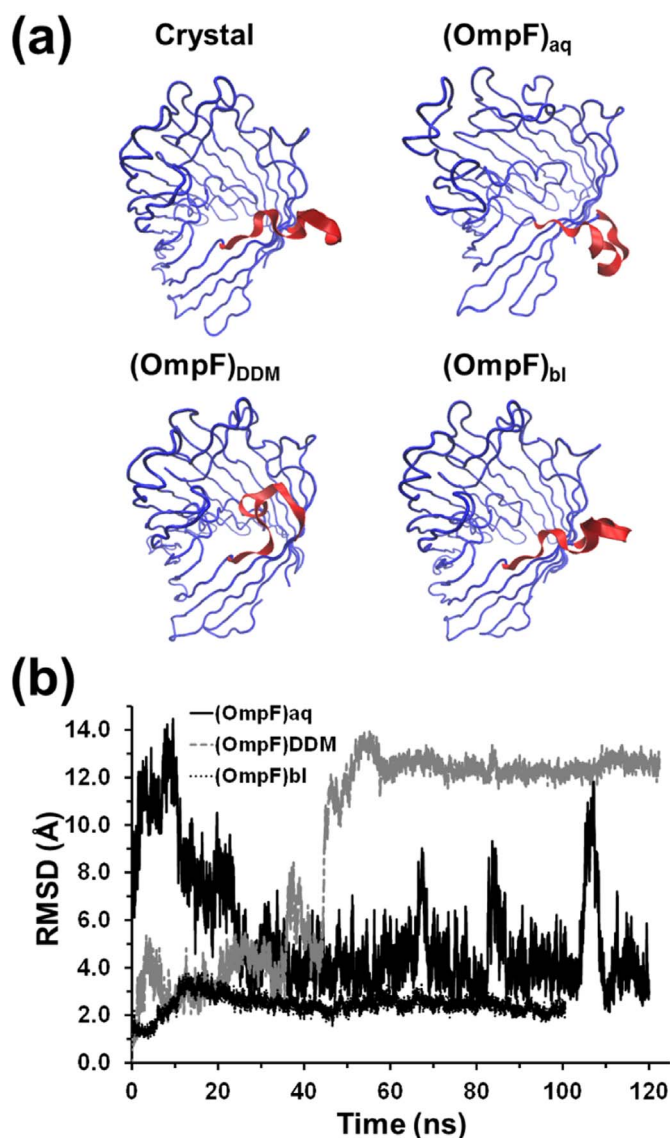 (a)
Crystal (OmpF)aq
(OmpF)DDM (OmpF)bl
(b)
(OmpF)aq
(OmpF)DDM
(OmpF)bl
14.0
12.0
10.0
8.0
6.0
4.0
2.0
0.0
RMSD (Å)
0 20 40 60 80 100 120
Time (ns)